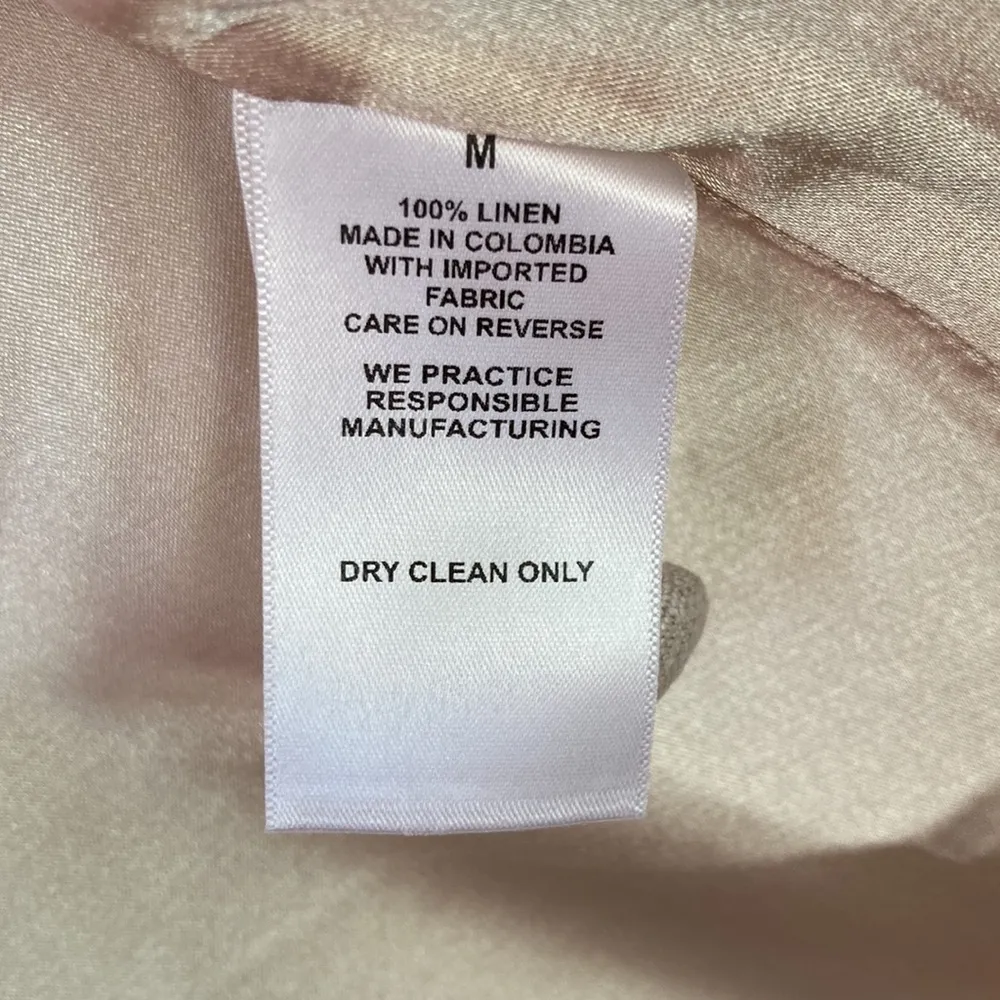 M
100% LINEN
MADE IN COLOMBIA
WITH IMPORTED
FABRIC
CARE ON REVERSE
WE PRACTICE
RESPONSIBLE
MANUFACTURING
DRY CLEAN ONLY